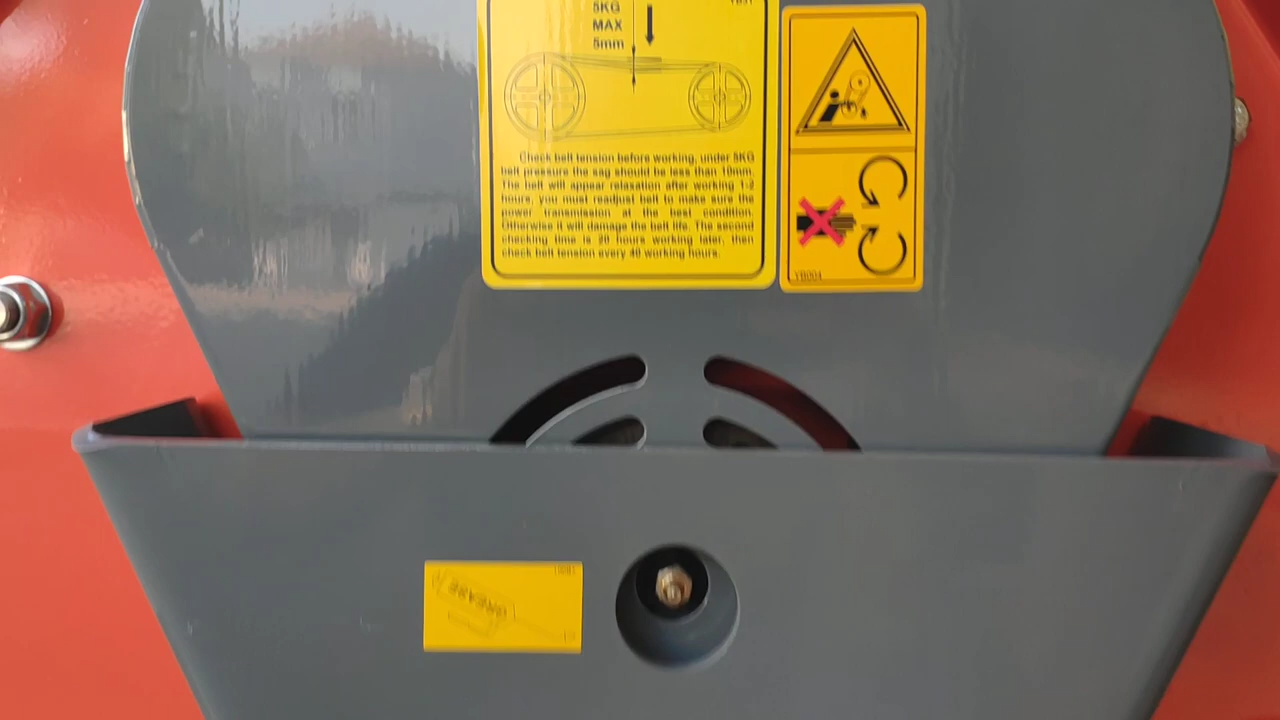 5KG
MAX
5mm
Check belt tension before working, under 5KG
belt pressure the sag should be less than 10mm
The belt will appear relaxation after working 1-2
hours, you must readjust belt to make sure the
power transmission at the best condition
Otherwise it will damage the belt life. The second
checking time is 20 hours working later, then
check belt tension every 40 working hours.
YB004
GREASE